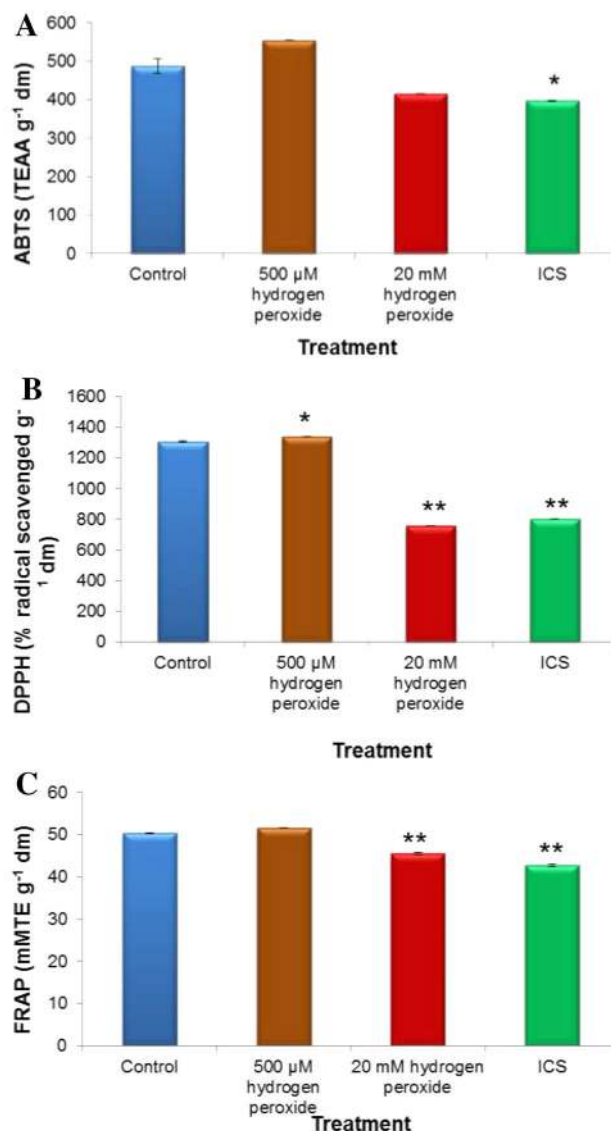 A
600
500
400
300
200
100
0
ABTS (TEAA g-1 dm)
*
Control
500 µM
hydrogen
peroxide
20 mM
hydrogen
peroxide
ICS
Treatment
B
1600
1400
1200
1000
800
600
400
200
0
DPPH (% radical scavenged g-
1 dm)
*
**
**
Control
500 µM
hydrogen
peroxide
20 mM
hydrogen
peroxide
ICS
Treatment
C
60
50
40
30
20
10
0
FRAP (mMTE g-1 dm)
**
**
Control
500 µM
hydrogen
peroxide
20 mM hydrogen
peroxide
ICS
Treatment